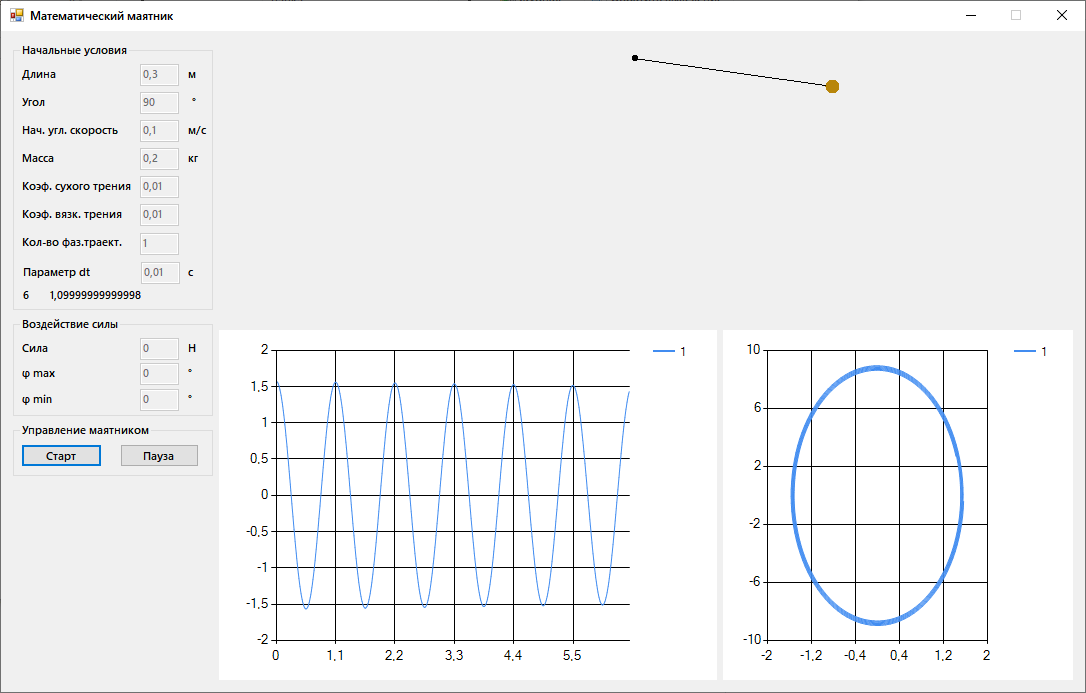 Математический маятник
Начальные условия
Длина 0,3 м
Угол 90 °
Нач. угл. скорость 0,1 м/с
Масса 0,2 кг
Коэф. сухого трения 0,01
Коэф. вязк. трения 0,01
Кол-во фаз.траект. 1
Параметр dt 0,01 с
6 1,09999999999998
Воздействие силы
Сила 0 Н
φ max 0 °
φ min 0 °
Управление маятником
Старт Пауза
2
1,5
1
0,5
0
-0,5
-1
-1,5
-2
0 1,1 2,2 3,3 4,4 5,5
1
10
6
2
-2
-6
-10
-2 -1,2 -0,4 0,4 1,2 2
1